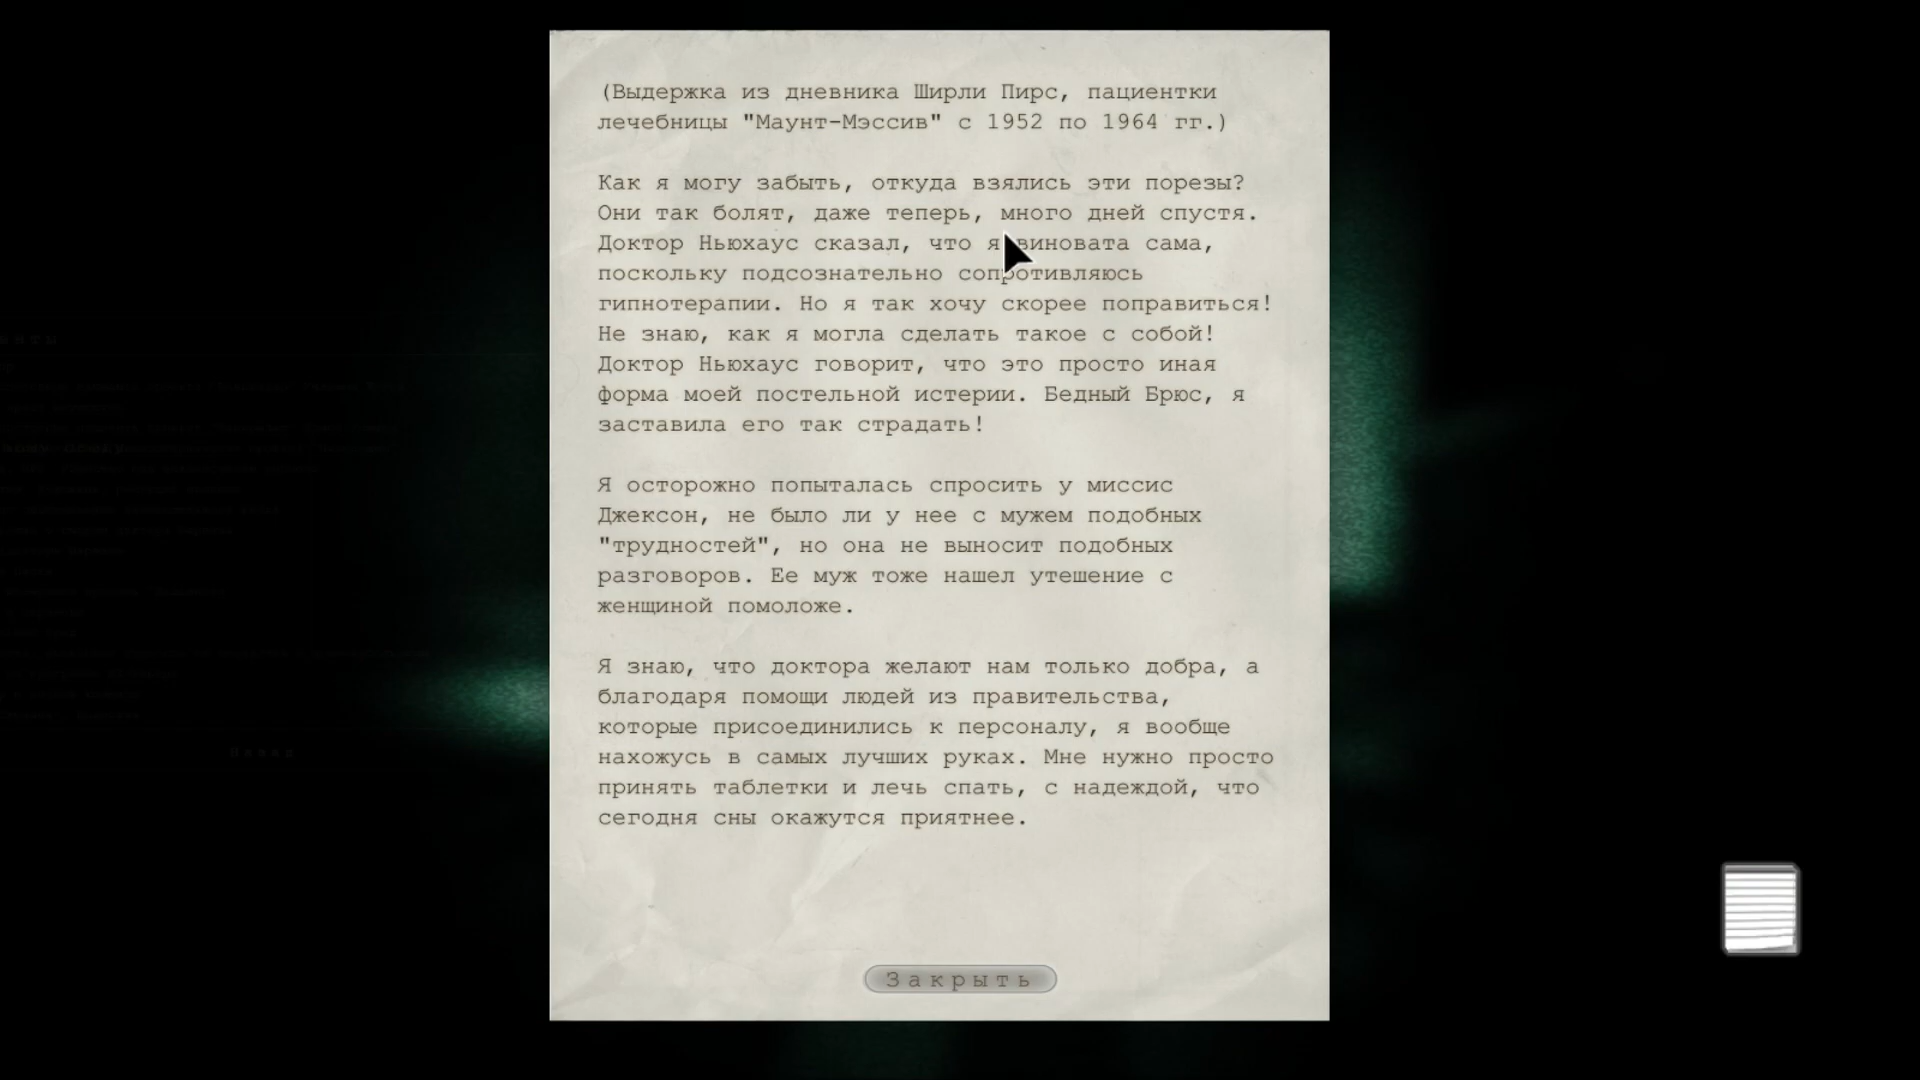 (Выдержка из дневника Ширли Пирс, пациентки
лечебницы "Маунт-Мэссив" с 1952 по 1964 гг.)
Как я могу забыть, откуда взялись эти порезы?
Они так болят, даже теперь, много дней спустя.
Доктор Ньюхаус сказал, что я виновата сама,
поскольку подсознательно сопротивляюсь
гипнотерапии. Но я так хочу скорее поправиться!
Не знаю, как я могла сделать такое с собой!
Доктор Ньюхаус говорит, что это просто иная
форма моей постельной истерии. Бедный Брюс, я
заставила его так страдать!
Я осторожно попыталась спросить у миссис
Джексон, не было ли у нее с мужем подобных
"трудностей", но она не выносит подобных
разговоров. Ее муж тоже нашел утешение с
женщиной помоложе.
Я знаю, что доктора желают нам только добра, а
благодаря помощи людей из правительства,
которые присоединились к персоналу, я вообще
нахожусь в самых лучших руках. Мне нужно просто
принять таблетки и лечь спать, с надеждой, что
сегодня сны окажутся приятнее.
Закрыть